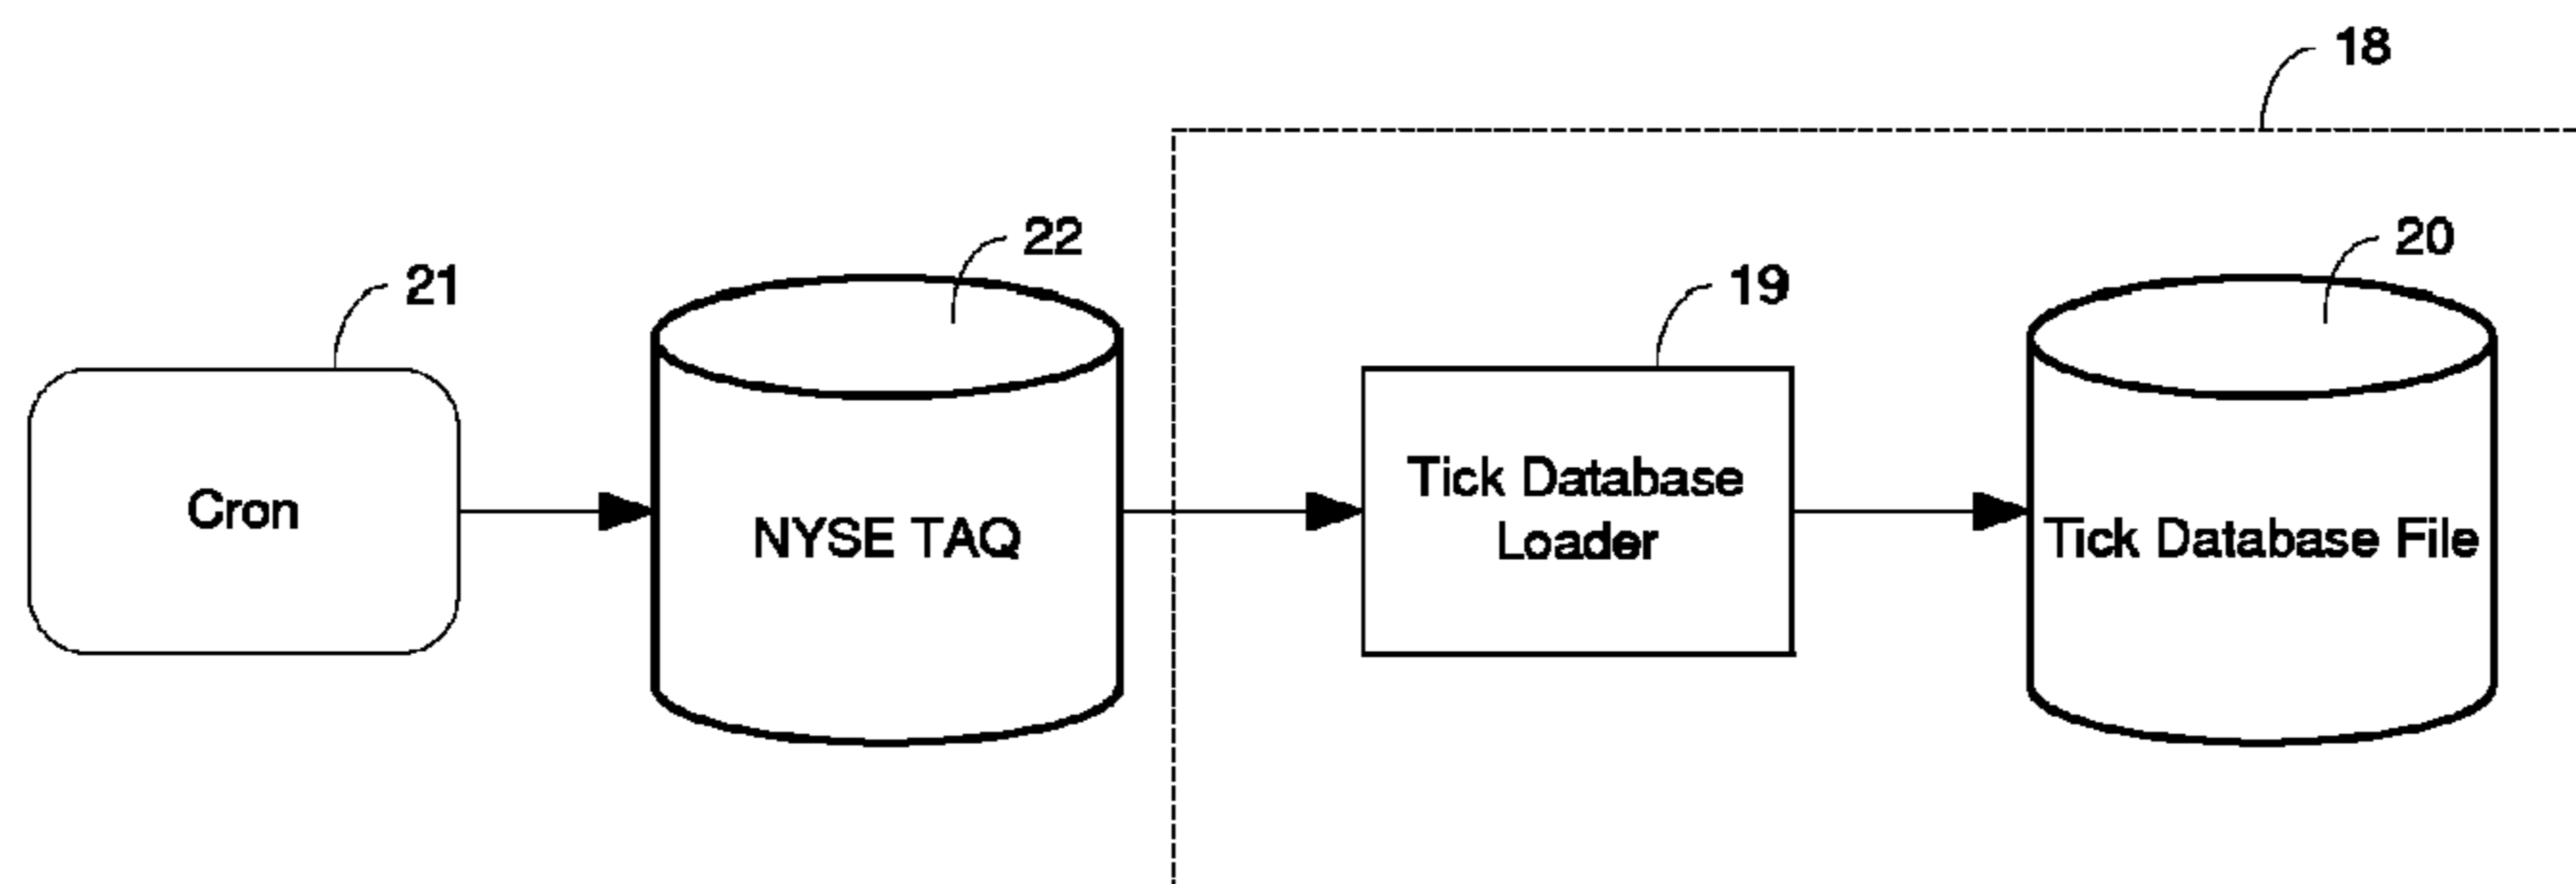 18
22
20
21
19
Cron
NYSE TAQ
Tick Database
Loader
Tick Database File